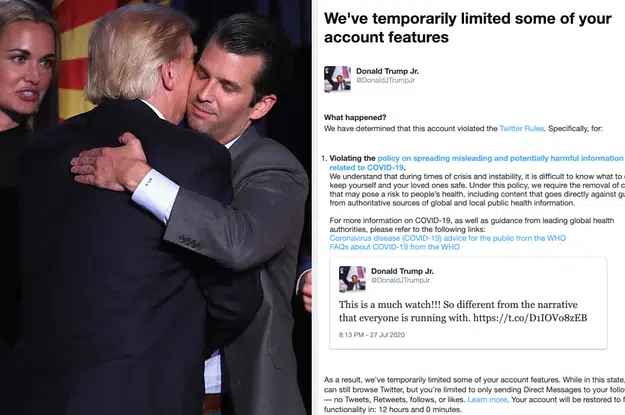 We've temporarily limited some of your
account features
Donald Trump Jr.
@DonaldJTrumpJr
What happened?
We have determined that this account violated the Twitter Rules. Specifically, for:
1. Violating the policy on spreading misleading and potentially harmful information
related to COVID-19.
We understand that during times of crisis and instability, it is difficult to know what to
keep yourself and your loved ones safe. Under this policy, we require the removal of
that may pose a risk to people's health, including content that goes directly against
from authoritative sources of global and local public health information.
For more information on COVID-19, as well as guidance from leading global health
authorities, please refer to the following links:
Coronavirus disease (COVID-19) advice for the public from the WHO
FAQs about COVID-19 from the WHO
Donald Trump Jr.
@DonaldJTrumpJr
This is a much watch!!! So different from the narrative
that everyone is running with. https://t.co/D1IOVo8zEB
8:13 PM - 27 Jul 2020
As a result, we've temporarily limited some of your account features. While in this state,
can still browse Twitter, but you're limited to only sending Direct Messages to your
— no Tweets, Retweets, follows, or likes. Learn more. Your account will be restored to
functionality in: 12 hours and 0 minutes.